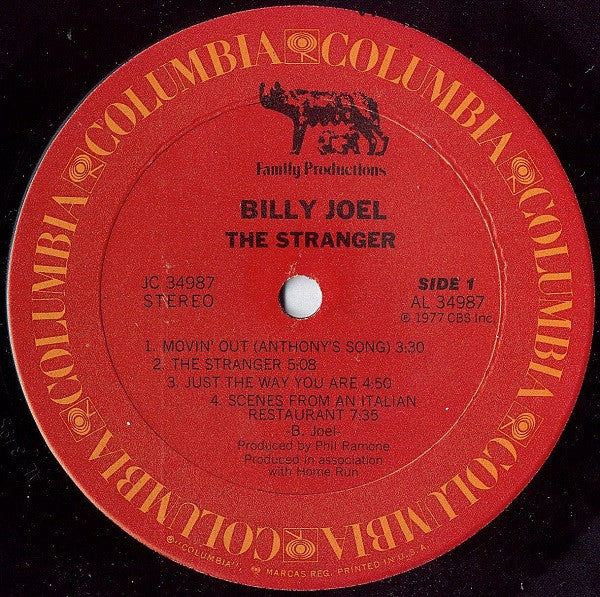 COLUMBIA COLUMBIA COLUMBIA COLUMBIA COLUMBIA COLUMBIA
Family Productions
BILLY JOEL
THE STRANGER
JC 34987
STEREO
SIDE 1
AL 34987
℗ 1977 CBS Inc.
1. MOVIN' OUT (ANTHONY'S SONG) 3:30
2. THE STRANGER 5:08
3. JUST THE WAY YOU ARE 4:50
4. SCENES FROM AN ITALIAN
RESTAURANT 7:35
-B. Joel-
Produced by Phil Ramone
Produced in association
with Home Run
® "COLUMBIA", MARCAS REG. PRINTED IN U.S.A.